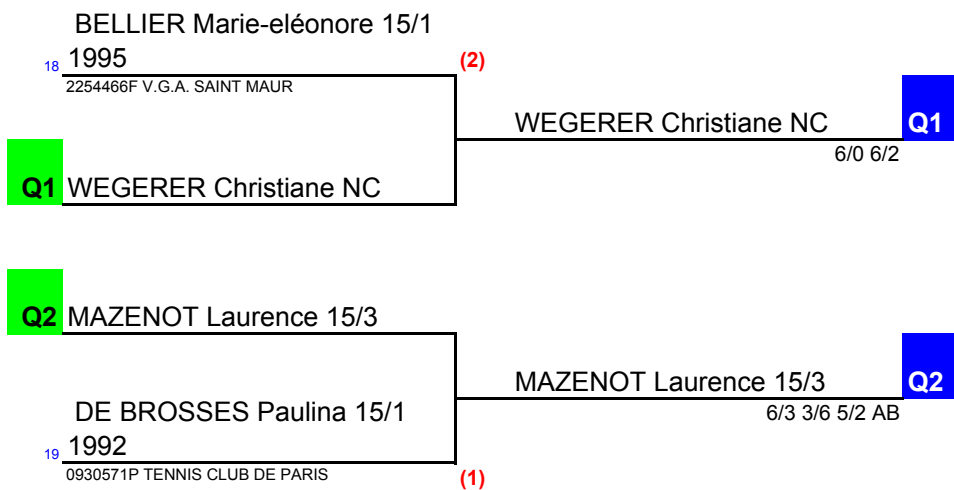 BELLIER Marie-eléonore 15/1
18 1995 (2)
2254466F V.G.A. SAINT MAUR
WEGERER Christiane NC Q1
6/0 6/2
Q1 WEGERER Christiane NC
Q2 MAZENOT Laurence 15/3
MAZENOT Laurence 15/3 Q2
6/3 3/6 5/2 AB
DE BROSSES Paulina 15/1
19 1992
0930571P TENNIS CLUB DE PARIS (1)